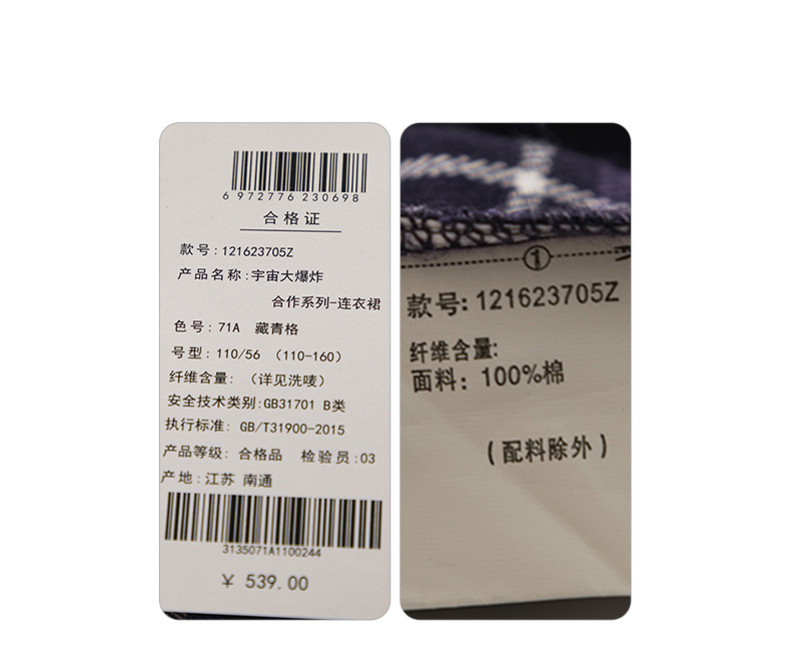 6 972776 230698
合格证
款号:121623705Z
产品名称:宇宙大爆炸
合作系列-连衣裙
色号:71A 藏青格
号型:110/56 (110-160)
纤维含量: (详见洗唛)
安全技术类别:GB31701 B类
执行标准: GB/T31900-2015
产品等级: 合格品 检验员:03
产地:江苏 南通
3135071A1100244
¥ 539.00
①
款号:121623705Z
纤维含量:
面料: 100%棉
(配料除外)